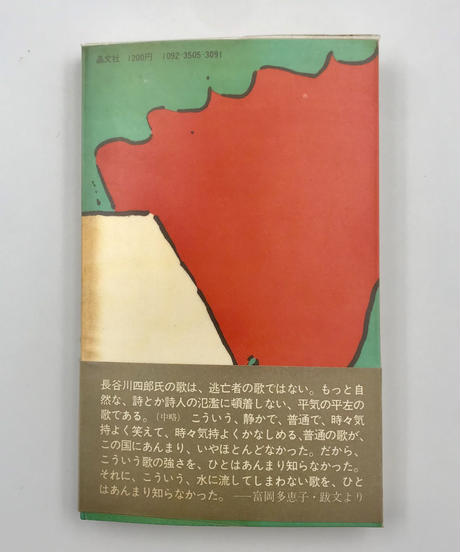 晶文社 1200円 1092-3505-3091
長谷川四郎氏の歌は、逃亡者の歌ではない。もっと自
然な、詩とか詩人の氾濫に頓着しない、平気の平左の
歌である。（中略） こういう、静かで、普通で、時々気
持よく笑えて、時々気持よくかなしめる、普通の歌が、
この国にあんまり、いやほとんどなかった。だから、
こういう歌の強さを、ひとはあんまり知らなかった。
それに、こういう、水に流してしまわない歌を、ひと
はあんまり知らなかった。──富岡多恵子・跋文より